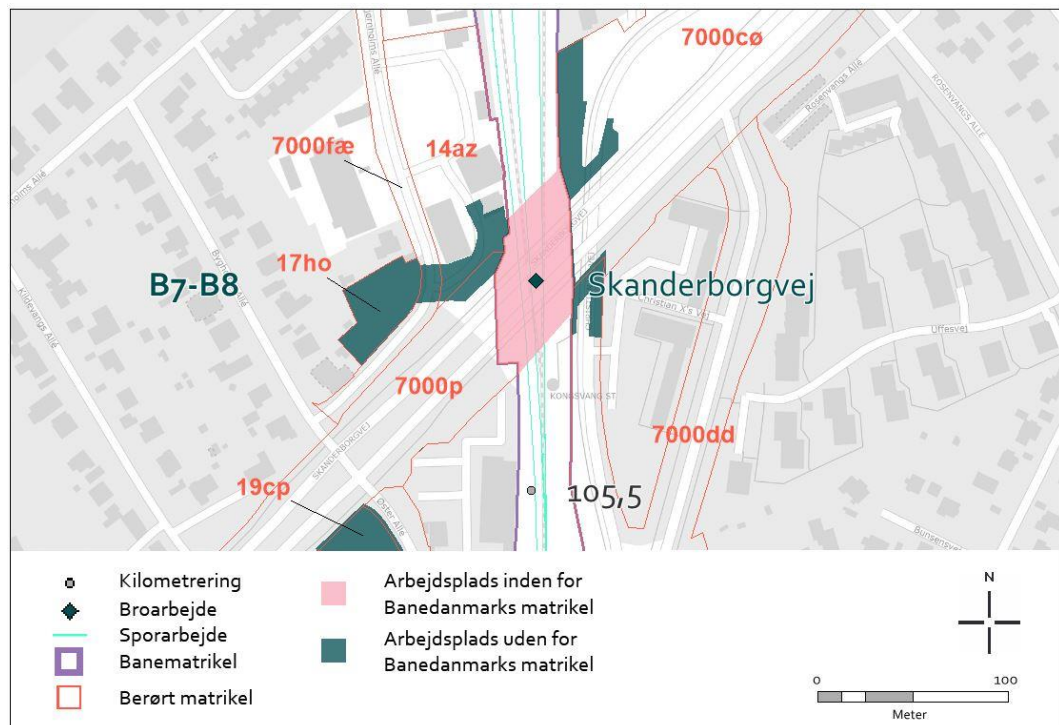 7000cø
Rosenvangs Allé
KOSENVANGS ALLÉ
7000fæ
14az
17ho
B7-B8
Skanderborgvej
Christian X's Vej
Uffesvej
Kildevangs Allé
7000p
KONGSVANG ST
7000dd
SKANDERBORGVEJ
19cp
Øster Allé
105,5
Bunsensvej
Kilometrering
Broarbejde
Sporarbejde
Banematrikel
Berørt matrikel
Arbejdsplads inden for
Banedanmarks matrikel
Arbejdsplads uden for
Banedanmarks matrikel
N
0 100
Meter